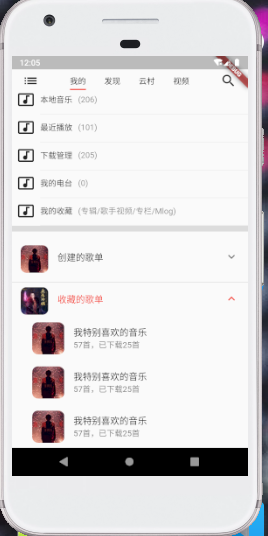 12:05
我的 发现 云村 视频
本地音乐 (206)
最近播放 (101)
下载管理 (205)
我的电台 (0)
我的收藏 (专辑/歌手/视频/专栏/Mlog)
创建的歌单
收藏的歌单
我特别喜欢的音乐
57首，已下载25首
我特别喜欢的音乐
57首，已下载25首
我特别喜欢的音乐
57首，已下载25首